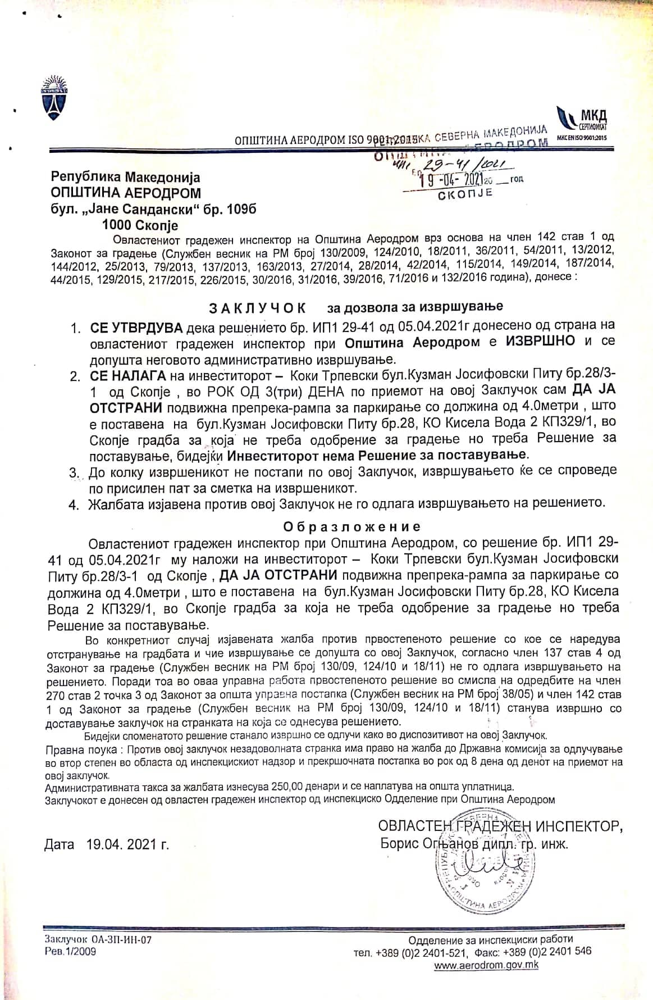 МКД
СЕРТИФИКАТ
МКС EN ISO 9001:2015
ОПШТИНА АЕРОДРОМ ISO 9001:2015
СЕВЕРНА МАКЕДОНИЈА
29-41/2021
19-04-2021 20 __ год
СКОПЈЕ
Република Македонија
ОПШТИНА АЕРОДРОМ
бул. „Јане Сандански“ бр. 109б
1000 Скопје
Овластениот градежен инспектор на Општина Аеродром врз основа на член 142 став 1 од
Законот за градење (Службен весник на РМ број 130/2009, 124/2010, 18/2011, 36/2011, 54/2011, 13/2012,
144/2012, 25/2013, 79/2013, 137/2013, 163/2013, 27/2014, 28/2014, 42/2014, 115/2014, 149/2014, 187/2014,
44/2015, 129/2015, 217/2015, 226/2015, 30/2016, 31/2016, 39/2016, 71/2016 и 132/2016 година), донесе :
З А К Л У Ч О К за дозвола за извршување
1. СЕ УТВРДУВА дека решението бр. ИП1 29-41 од 05.04.2021г донесено од страна на
овластениот градежен инспектор при Општина Аеродром е ИЗВРШНО и се
допушта неговото административно извршување.
2. СЕ НАЛАГА на инвеститорот – Коки Трпевски бул.Кузман Јосифовски Питу бр.28/3-
1 од Скопје , во РОК ОД 3(три) ДЕНА по приемот на овој Заклучок сам ДА ЈА
ОТСТРАНИ подвижна препрека-рампа за паркирање со должина од 4.0метри , што
е поставена на бул.Кузман Јосифовски Питу бр.28, КО Кисела Вода 2 КП329/1, во
Скопје градба за која не треба одобрение за градење но треба Решение за
поставување, бидејќи Инвеститорот нема Решение за поставување.
3. До колку извршеникот не постапи по овој Заклучок, извршувањето ќе се спроведе
по присилен пат за сметка на извршеникот.
4. Жалбата изјавена против овој Заклучок не го одлага извршувањето на решението.
О б р а з л о ж е н и е
Овластениот градежен инспектор при Општина Аеродром, со решение бр. ИП1 29-
41 од 05.04.2021г му наложи на инвеститорот – Коки Трпевски бул.Кузман Јосифовски
Питу бр.28/3-1 од Скопје , ДА ЈА ОТСТРАНИ подвижна препрека-рампа за паркирање со
должина од 4.0метри , што е поставена на бул.Кузман Јосифовски Питу бр.28, КО Кисела
Вода 2 КП329/1, во Скопје градба за која не треба одобрение за градење но треба
Решение за поставување.
Во конкретниот случај изјавената жалба против првостепеното решение со кое се наредува
отстранување на градбата и чие извршување се допушта со овој Заклучок, согласно член 137 став 4 од
Законот за градење (Службен весник на РМ број 130/09, 124/10 и 18/11) не го одлага извршувањето на
решението. Поради тоа во оваа управна работа првостепеното решение во смисла на одредбите на член
270 став 2 точка 3 од Законот за општа управна постапка (Службен весник на РМ број 38/05) и член 142 став
1 од Законот за градење (Службен весник на РМ број 130/09, 124/10 и 18/11) станува извршно со
доставување заклучок на странката на која се однесува решението.
Бидејки споменатото решение станало извршно се одлучи како во диспозитивот на овој Заклучок.
Правна поука : Против овој заклучок незадоволната странка има право на жалба до Државна комисија за одлучување
во втор степен во областа од инспекцискиот надзор и прекршочната постапка во рок од 8 дена од денот на приемот на
овој заклучок.
Административната такса за жалбата изнесува 250,00 денари и се наплатува на општа уплатница.
Заклучокот е донесен од овластен градежен инспектор од инспекциско Одделение при Општина Аеродром
ОВЛАСТЕН ГРАДЕЖЕН ИНСПЕКТОР,
Дата 19.04. 2021 г.
Борис Огњанов дипл. гр. инж.
ОПШТИНА АЕРОДРОМ
Заклучок ОА-ЗП-ИН-07
Рев.1/2009
Одделение за инспекциски работи
тел. +389 (0)2 2401-521, Факс: +389 (0)2 2401 546
www.aerodrom.gov.mk